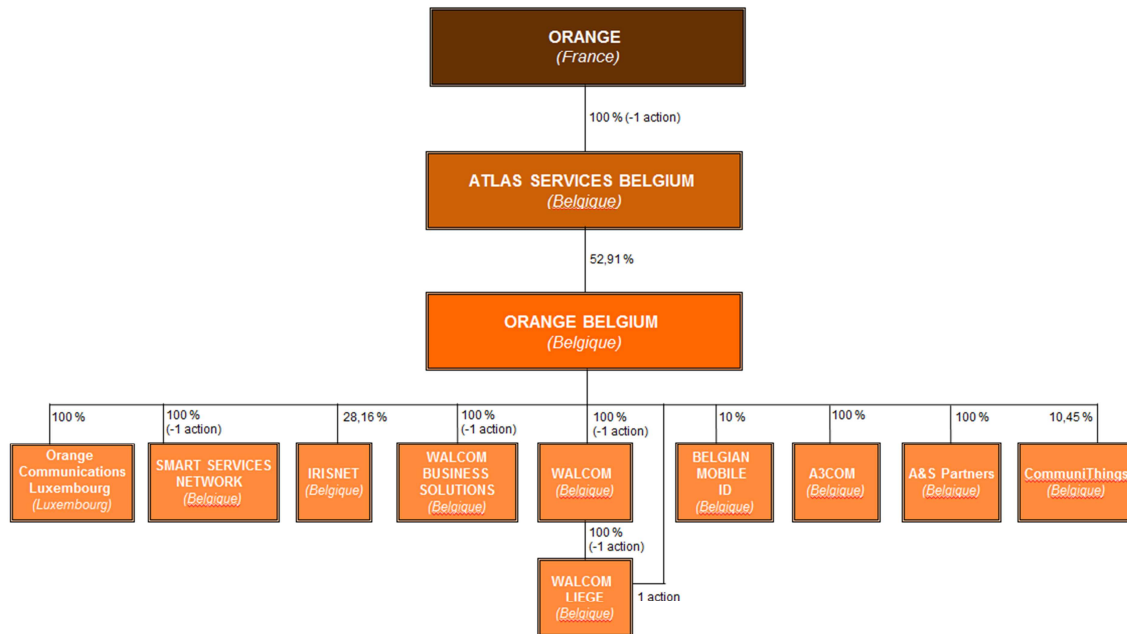 ORANGE
(France)
100 % (-1 action)
ATLAS SERVICES BELGIUM
(Belgique)
52,91 %
ORANGE BELGIUM
(Belgique)
100 %
100 %
(-1 action)
28,16 %
100 %
(-1 action)
100 %
(-1 action)
10 %
100 %
100 %
10,45 %
Orange
Communications
Luxembourg
(Luxembourg)
SMART SERVICES
NETWORK
(Belgique)
IRISNET
(Belgique)
WALCOM
BUSINESS
SOLUTIONS
(Belgique)
WALCOM
(Belgique)
BELGIAN
MOBILE
ID
(Belgique)
A3COM
(Belgique)
A&S Partners
(Belgique)
CommuniThings
(Belgique)
100 %
(-1 action)
WALCOM
LIEGE
(Belgique)
1 action